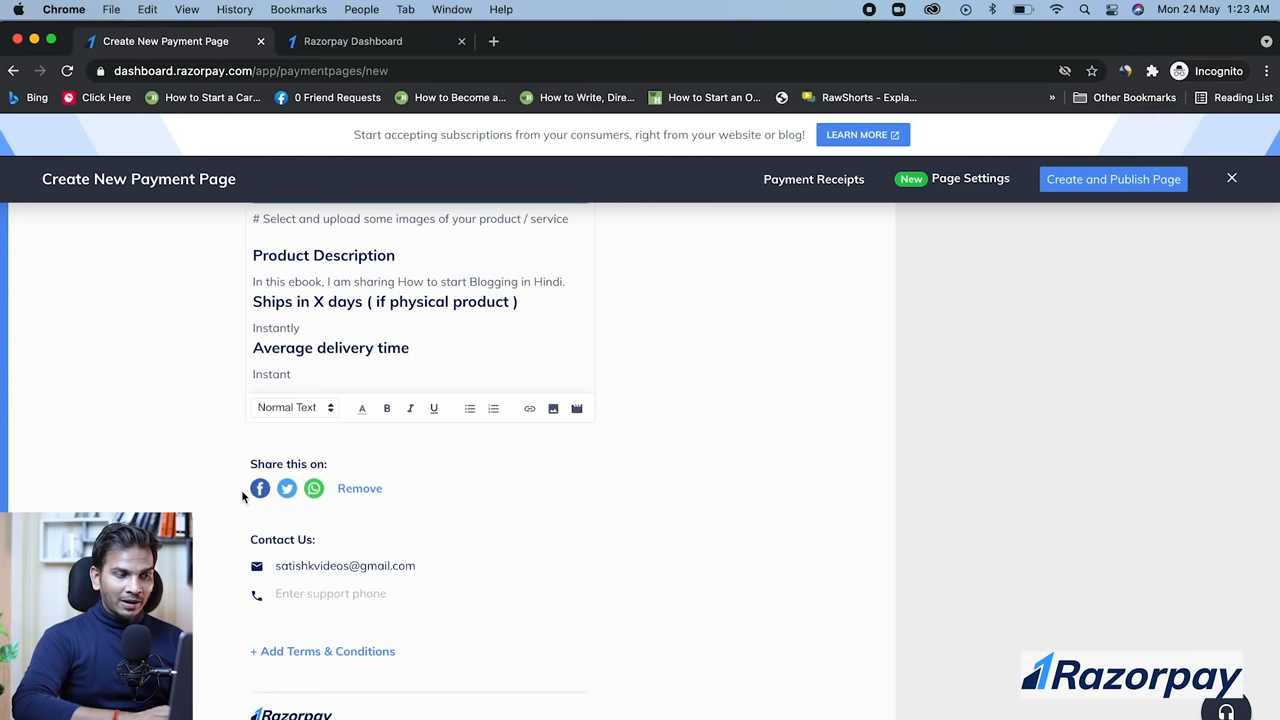 Chrome File Edit View History Bookmarks People Tab Window Help Mon 24 May 1:23 AM
Create New Payment Page Razorpay Dashboard
dashboard.razorpay.com/app/paymentpages/new Incognito
Bing Click Here How to Start a Car... 0 Friend Requests How to Become a... How to Write, Dire... How to Start an O... RawShorts - Expla... » Other Bookmarks Reading List
Start accepting subscriptions from your consumers, right from your website or blog! LEARN MORE
Create New Payment Page Payment Receipts New Page Settings Create and Publish Page
# Select and upload some images of your product / service
Product Description
In this ebook, I am sharing How to start Blogging in Hindi.
Ships in X days ( if physical product )
Instantly
Average delivery time
Instant
Normal Text A B I U
Share this on:
Remove
Contact Us:
satishkvideos@gmail.com
Enter support phone
+ Add Terms & Conditions
Razorpay
Razorpay